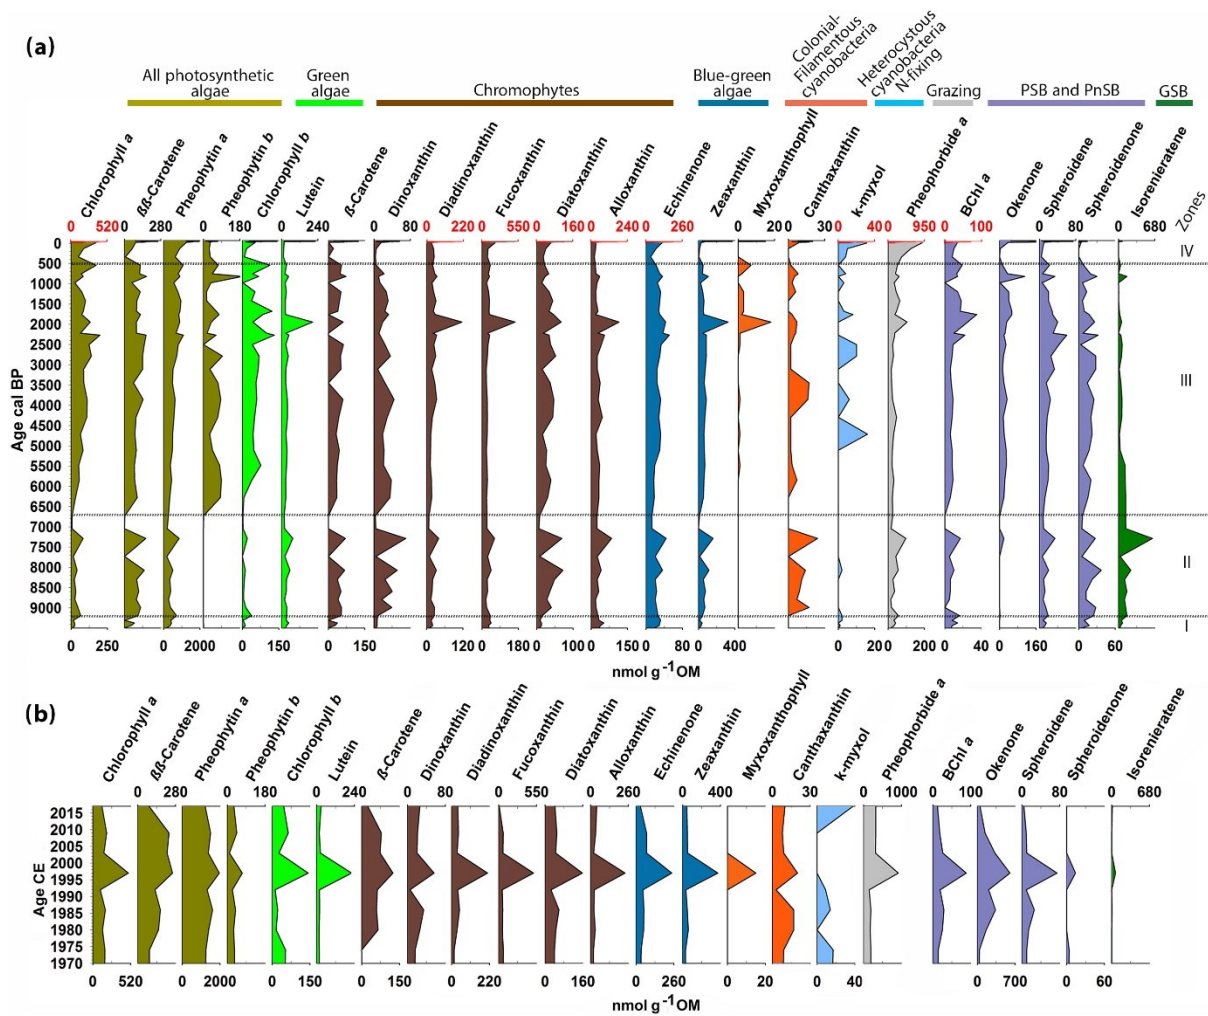 (a)
All photosynthetic algae
Green algae
Chromophytes
Blue-green algae
Colonial-Filamentous cyanobacteria
Heterocystous cyanobacteria N-fixing
Grazing
PSB and PnSB
GSB
Chlorophyll a
ßß-Carotene
Pheophytin a
Pheophytin b
Chlorophyll b
Lutein
ß-Carotene
Dinoxanthin
Diadinoxanthin
Fucoxanthin
Diatoxanthin
Alloxanthin
Echinenone
Zeaxanthin
Myxoxanthophyll
Canthaxanthin
k-myxol
Pheophorbide a
BChl a
Okenone
Spheroidene
Spheroidenone
Isorenieratene
Zones
0 520 0 280 0 180 0 240 0 80 0 220 0 550 0 160 0 240 0 260 0 200 0 30 0 40 0 950 0 100 0 80 0 680
Age cal BP
0
500
1000
1500
2000
2500
3500
4000
5000
5500
6000
7000
7500
8500
9000
IV
III
II
I
0 250 0 2000 0 150 0 150 0 120 0 1800 0 1000 0 1500 0 80 0 400 0 20 0 200 0 200 0 40 0 160 0 60
nmol g⁻¹OM
(b)
Chlorophyll a
ßß-Carotene
Pheophytin a
Pheophytin b
Chlorophyll b
Lutein
ß-Carotene
Dinoxanthin
Diadinoxanthin
Fucoxanthin
Diatoxanthin
Alloxanthin
Echinenone
Zeaxanthin
Myxoxanthophyll
Canthaxanthin
k-myxol
Pheophorbide a
BChl a
Okenone
Spheroidene
Spheroidenone
Isorenieratene
0 280 0 180 0 240 0 80 0 550 0 260 0 400 0 30 0 1000 0 100 0 80 0 680
Age CE
2015
2010
2000
1995
1990
1985
1980
1975
1970
0 520 0 2000 0 150 0 150 0 220 0 160 0 260 0 20 0 40 0 700 0 60
nmol g⁻¹OM